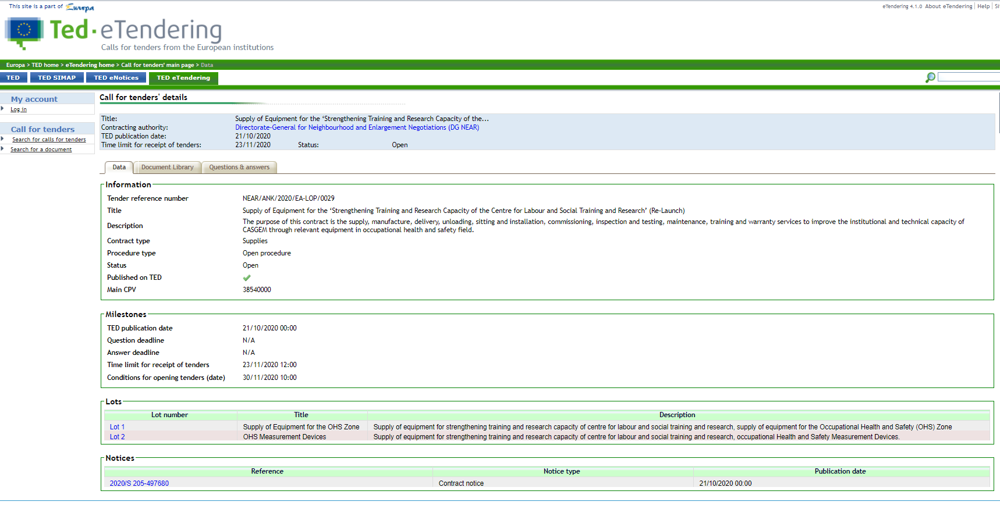 This site is a part of Europa
eTendering 4.1.0 About eTendering | Help |
Ted eTendering
Calls for tenders from the European institutions
Europa > TED home > eTendering home > Call for tenders' main page > Data
TED TED SIMAP TED eNotices TED eTendering
My account
Log in
Call for tenders
Search for calls for tenders
Search for a document
Call for tenders' details
Title: Supply of Equipment for the ‘Strengthening Training and Research Capacity of the...
Contracting authority: Directorate-General for Neighbourhood and Enlargement Negotiations (DG NEAR)
TED publication date: 21/10/2020
Time limit for receipt of tenders: 23/11/2020 Status: Open
Data Document Library Questions & answers
Information
Tender reference number NEAR/ANK/2020/EA-LOP/0029
Title Supply of Equipment for the ‘Strengthening Training and Research Capacity of the Centre for Labour and Social Training and Research’ (Re-Launch)
Description The purpose of this contract is the supply, manufacture, delivery, unloading, sitting and installation, commissioning, inspection and testing, maintenance, training and warranty services to improve the institutional and technical capacity of
CASGEM through relevant equipment in occupational health and safety field.
Contract type Supplies
Procedure type Open procedure
Status Open
Published on TED
Main CPV 38540000
Milestones
TED publication date 21/10/2020 00:00
Question deadline N/A
Answer deadline N/A
Time limit for receipt of tenders 23/11/2020 12:00
Conditions for opening tenders (date) 30/11/2020 10:00
Lots
Lot number Title Description
Lot 1 Supply of Equipment for the OHS Zone Supply of equipment for strengthening training and research capacity of centre for labour and social training and research, supply of equipment for the Occupational Health and Safety (OHS) Zone
Lot 2 OHS Measurement Devices Supply of equipment for strengthening training and research capacity of centre for labour and social training and research, occupational Health and Safety Measurement Devices.
Notices
Reference Notice type Publication date
2020/S 205-497680 Contract notice 21/10/2020 00:00